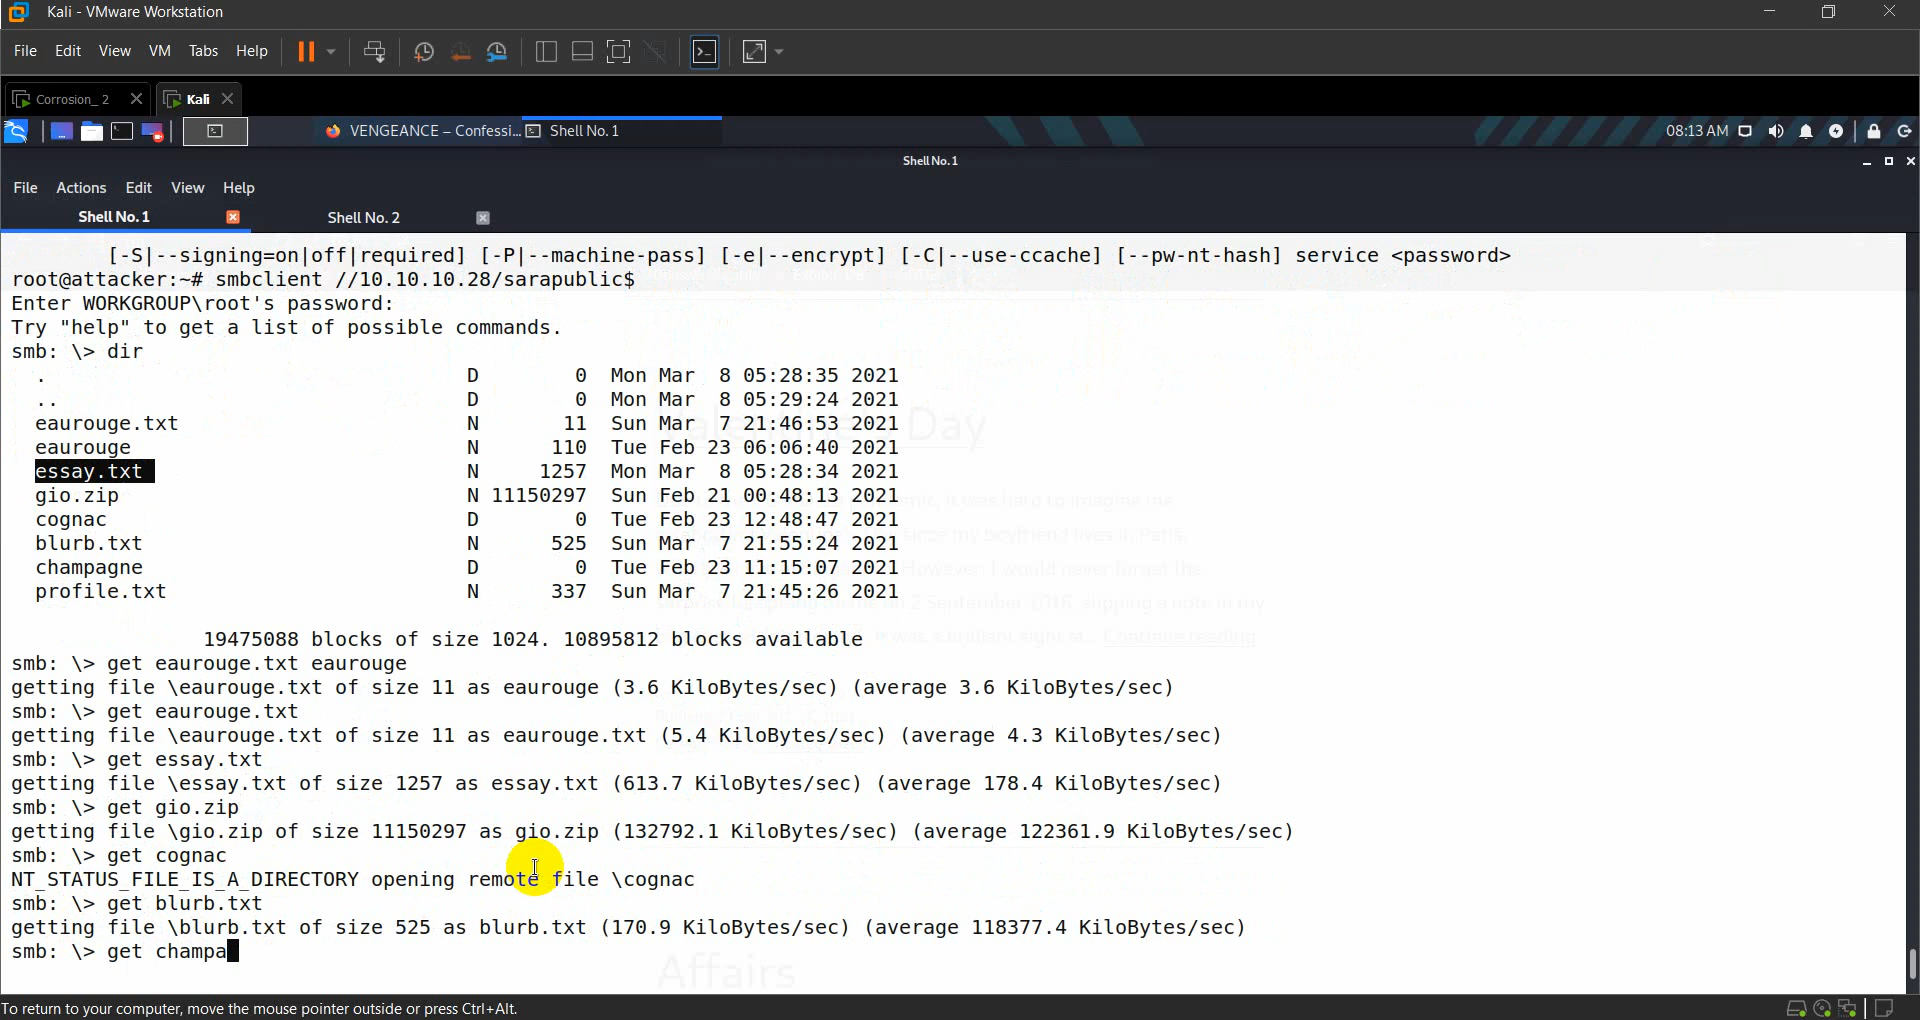 Kali - VMware Workstation
File Edit View VM Tabs Help
Corrosion_ 2 Kali
VENGEANCE – Confessi... Shell No. 1 08:13 AM
Shell No. 1
File Actions Edit View Help
Shell No. 1 Shell No. 2
[-S|--signing=on|off|required] [-P|--machine-pass] [-e|--encrypt] [-C|--use-ccache] [--pw-nt-hash] service <password>
root@attacker:~# smbclient //10.10.10.28/sarapublic$
Enter WORKGROUP\root's password:
Try "help" to get a list of possible commands.
smb: \> dir
. D 0 Mon Mar 8 05:28:35 2021
.. D 0 Mon Mar 8 05:29:24 2021
eaurouge.txt N 11 Sun Mar 7 21:46:53 2021
eaurouge N 110 Tue Feb 23 06:06:40 2021
essay.txt N 1257 Mon Mar 8 05:28:34 2021
gio.zip N 11150297 Sun Feb 21 00:48:13 2021
cognac D 0 Tue Feb 23 12:48:47 2021
blurb.txt N 525 Sun Mar 7 21:55:24 2021
champagne D 0 Tue Feb 23 11:15:07 2021
profile.txt N 337 Sun Mar 7 21:45:26 2021
19475088 blocks of size 1024. 10895812 blocks available
smb: \> get eaurouge.txt eaurouge
getting file \eaurouge.txt of size 11 as eaurouge (3.6 KiloBytes/sec) (average 3.6 KiloBytes/sec)
smb: \> get eaurouge.txt
getting file \eaurouge.txt of size 11 as eaurouge.txt (5.4 KiloBytes/sec) (average 4.3 KiloBytes/sec)
smb: \> get essay.txt
getting file \essay.txt of size 1257 as essay.txt (613.7 KiloBytes/sec) (average 178.4 KiloBytes/sec)
smb: \> get gio.zip
getting file \gio.zip of size 11150297 as gio.zip (132792.1 KiloBytes/sec) (average 122361.9 KiloBytes/sec)
smb: \> get cognac
NT_STATUS_FILE_IS_A_DIRECTORY opening remote file \cognac
smb: \> get blurb.txt
getting file \blurb.txt of size 525 as blurb.txt (170.9 KiloBytes/sec) (average 118377.4 KiloBytes/sec)
smb: \> get champa
Day
Affairs
To return to your computer, move the mouse pointer outside or press Ctrl+Alt.